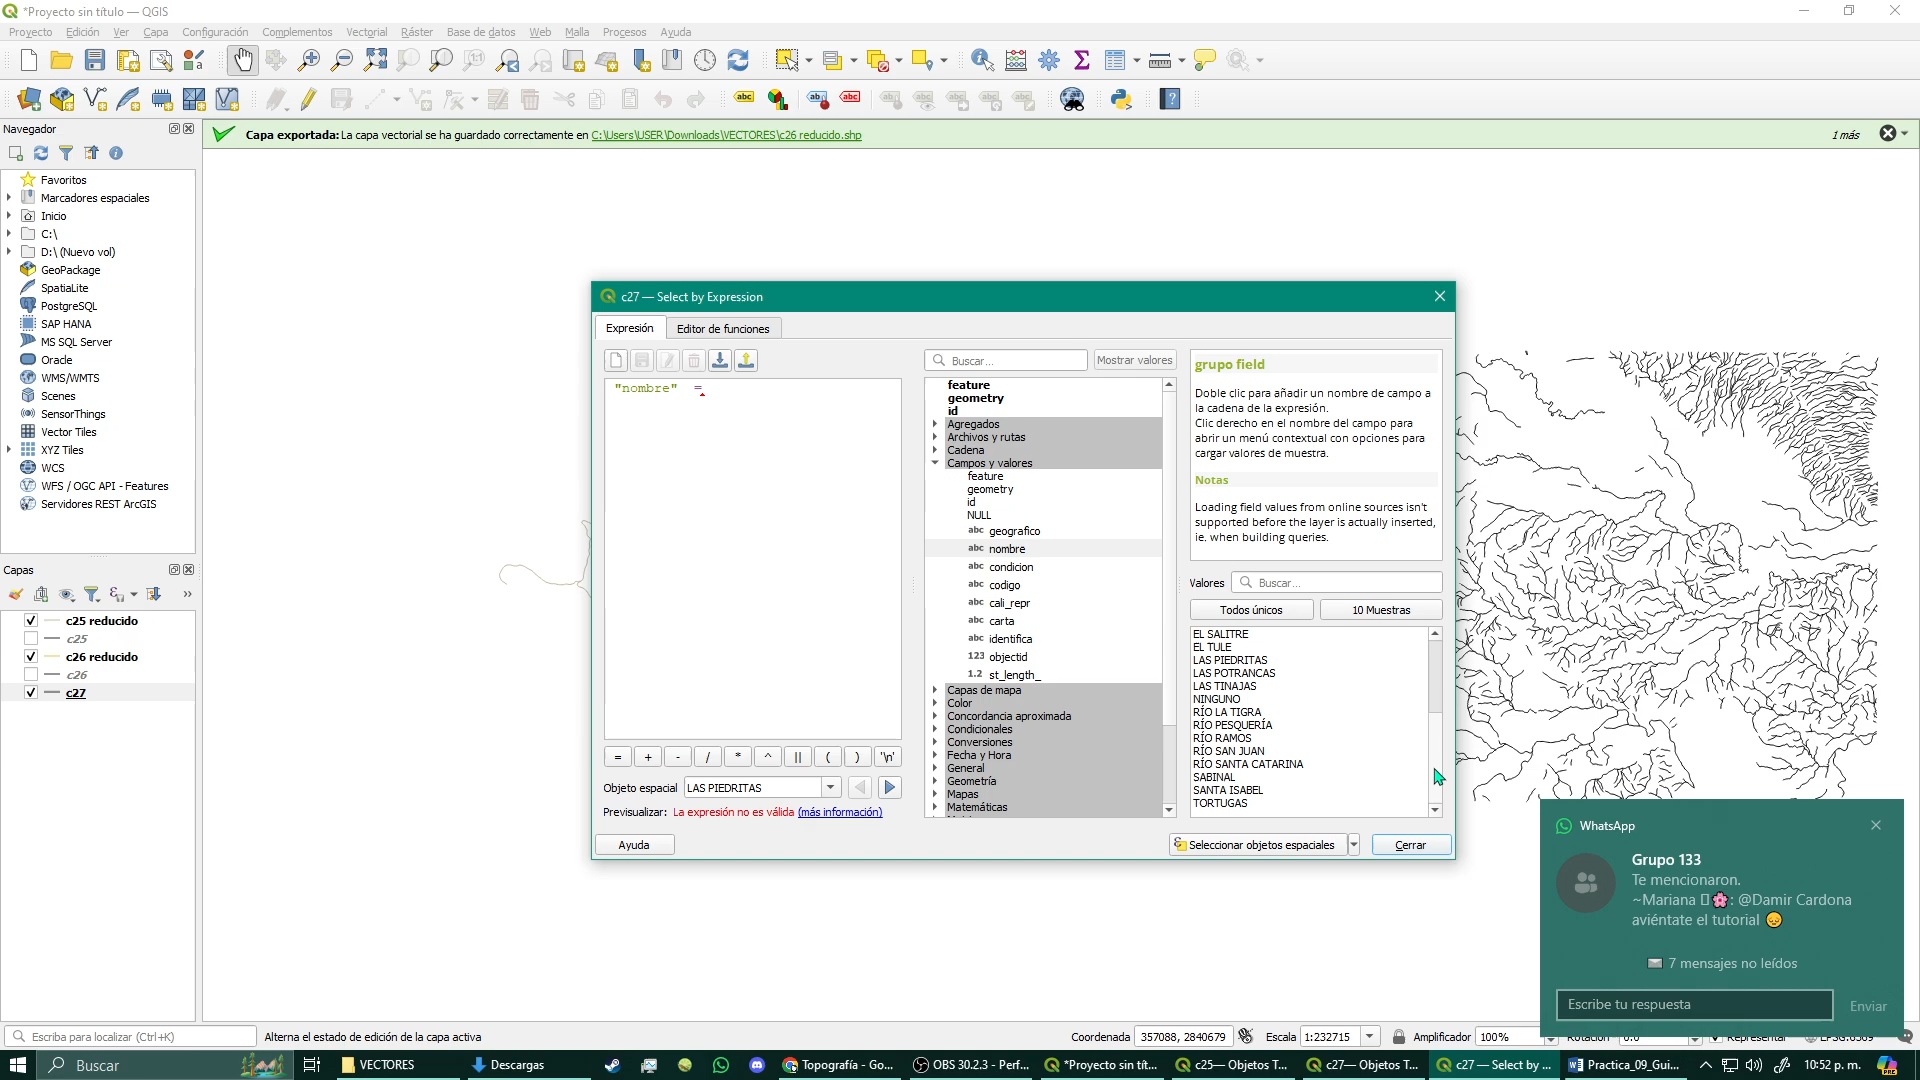 *Proyecto sin título — QGIS
Proyecto Edición Ver Capa Configuración Complementos Vectorial Ráster Base de datos Web Malla Procesos Ayuda
Navegador
Capa exportada: La capa vectorial se ha guardado correctamente en C:\Users\USER\Downloads\VECTORES\c26 reducido.shp
1 más
Favoritos
Marcadores espaciales
Inicio
C:\
D:\ (Nuevo vol)
GeoPackage
SpatiaLite
PostgreSQL
SAP HANA
MS SQL Server
Oracle
WMS/WMTS
Scenes
SensorThings
Vector Tiles
XYZ Tiles
WCS
WFS / OGC API - Features
Servidores REST ArcGIS
Capas
c25 reducido
c25
c26 reducido
c26
c27
c27 — Select by Expression
Expresión
Editor de funciones
"nombre" =
= + - / * ^ || ( ) '\n'
Objeto espacial LAS PIEDRITAS
Previsualizar: La expresión no es válida (más información)
Ayuda
Buscar...
Mostrar valores
feature
geometry
id
Agregados
Archivos y rutas
Cadena
Campos y valores
feature
geometry
id
NULL
abc geografico
abc nombre
abc condicion
abc codigo
abc cali_repr
abc carta
abc identifica
123 objectid
1.2 st_length_
Capas de mapa
Color
Concordancia aproximada
Condicionales
Conversiones
Fecha y Hora
General
Geometría
Mapas
Matemáticas
grupo field
Doble clic para añadir un nombre de campo a
la cadena de la expresión.
Clic derecho en el nombre del campo para
abrir un menú contextual con opciones para
cargar valores de muestra.
Notas
Loading field values from online sources isn't
supported before the layer is actually inserted,
ie. when building queries.
Valores Buscar...
Todos únicos
10 Muestras
EL SALITRE
EL TULE
LAS PIEDRITAS
LAS POTRANCAS
LAS TINAJAS
NINGUNO
RÍO LA TIGRA
RÍO PESQUERÍA
RÍO RAMOS
RÍO SAN JUAN
RÍO SANTA CATARINA
SABINAL
SANTA ISABEL
TORTUGAS
Seleccionar objetos espaciales
Cerrar
WhatsApp
Grupo 133
Te mencionaron.
~Mariana 🌸: @Damir Cardona
aviéntate el tutorial 😔
7 mensajes no leídos
Escribe tu respuesta
Enviar
Escriba para localizar (Ctrl+K)
Alterna el estado de edición de la capa activa
Coordenada 357088, 2840679
Escala 1:232715
Amplificador 100%
Buscar
VECTORES
Descargas
Topografía - Go...
OBS 30.2.3 - Perf...
*Proyecto sin tít...
c25— Objetos T...
c27— Objetos T...
c27 — Select by ...
Practica_09_Gui...
10:52 p. m.